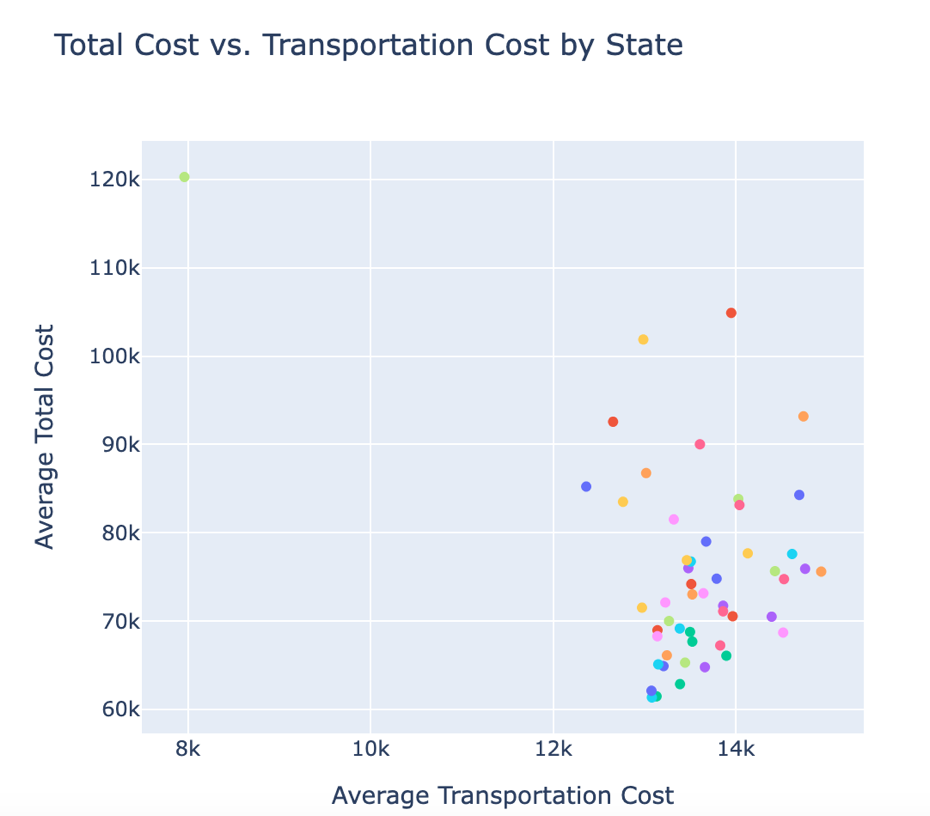 Total Cost vs. Transportation Cost by State
120k
110k
100k
90k
80k
70k
60k
Average Total Cost
8k 10k 12k 14k
Average Transportation Cost